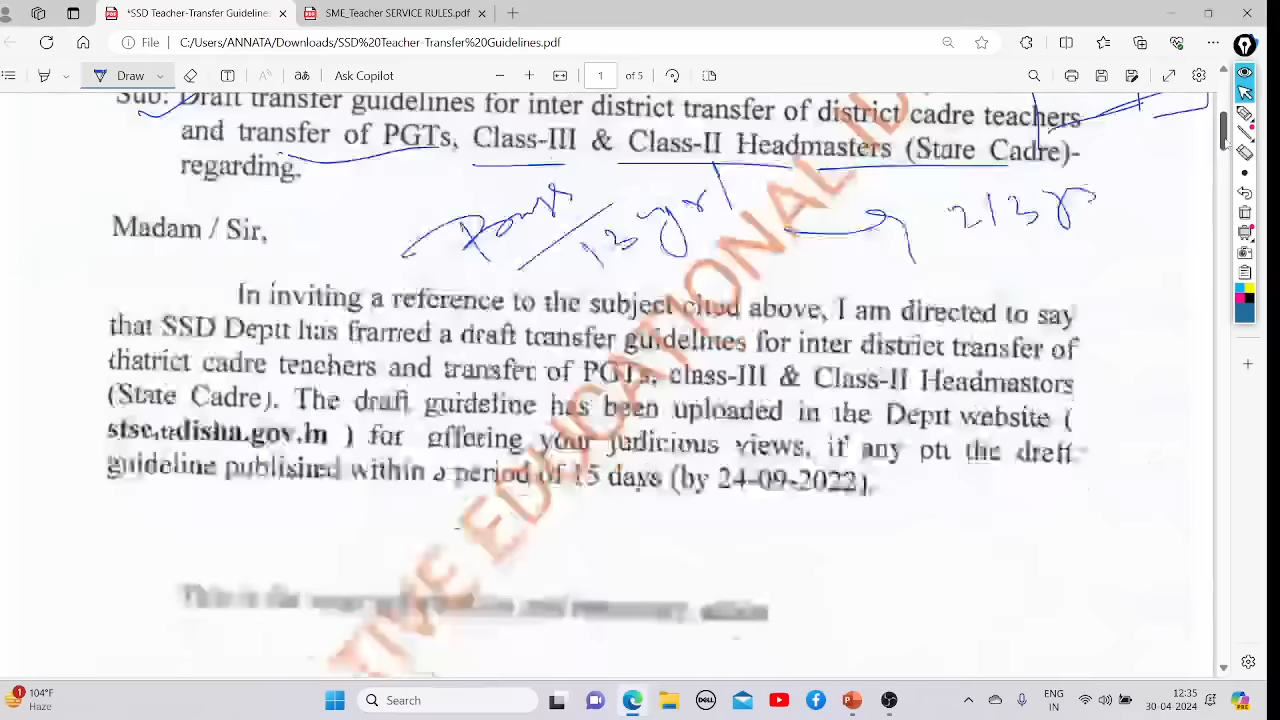 *SSD Teacher-Transfer Guideline:
SME_Teacher SERVICE RULES.pdf
File C:/Users/ANNATA/Downloads/SSD%20Teacher-Transfer%20Guidelines.pdf
Draw Ask Copilot 1 of 5
Sub: Draft transfer guidelines for inter district transfer of district cadre teachers
and transfer of PGTs, Class-III & Class-II Headmasters (State Cadre)-
regarding.
Madam / Sir,
In inviting a reference to the subject cited above, I am directed to say
that SSD Deptt has framed a draft transfer guidelines for inter district transfer of
district cadre teachers and transfer of PGTs, class-III & Class-II Headmasters
(State Cadre). The draft guideline has been uploaded in the Deptt website (
) for offering your judicious views, if any on the draft
guideline published within a period of 15 days (by 24-09-2022).
EDUCATIONAL
1
104°F
Haze
Search
DELL
ENG
IN
12:35
30-04-2024